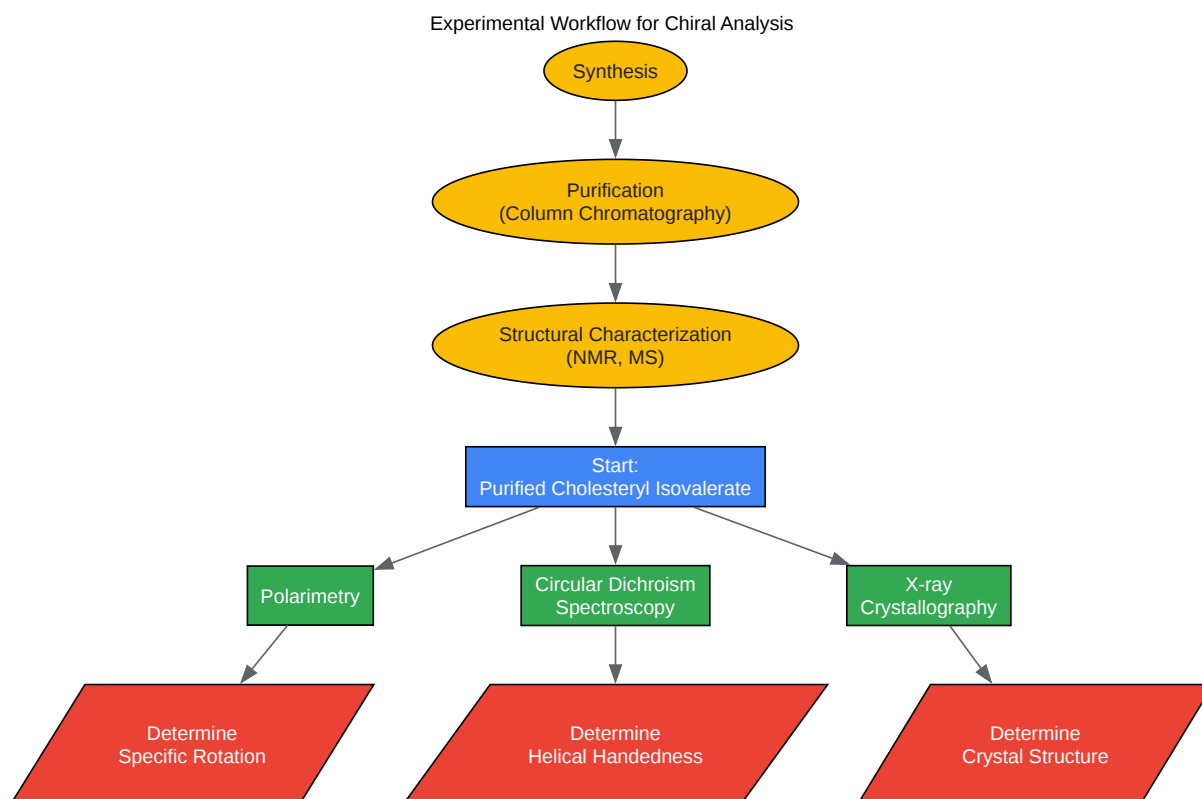 Experimental Workflow for Chiral Analysis
Synthesis
Purification
(Column Chromatography)
Structural Characterization
(NMR, MS)
Start:
Purified Cholesteryl Isovalerate
Polarimetry
Circular Dichroism
Spectroscopy
X-ray
Crystallography
Determine
Specific Rotation
Determine
Helical Handedness
Determine
Crystal Structure